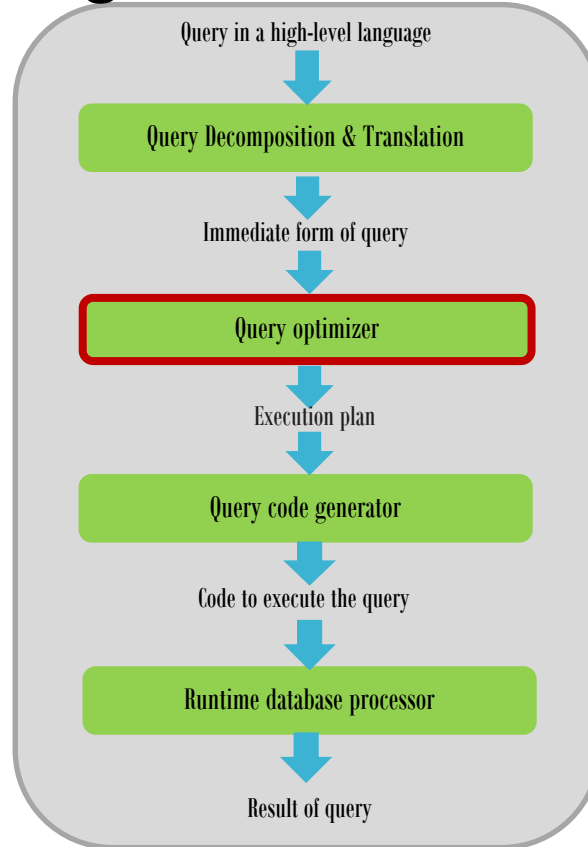 Query in a high-level language
Query Decomposition & Translation
Immediate form of query
Query optimizer
Execution plan
Query code generator
Code to execute the query
Runtime database processor
Result of query